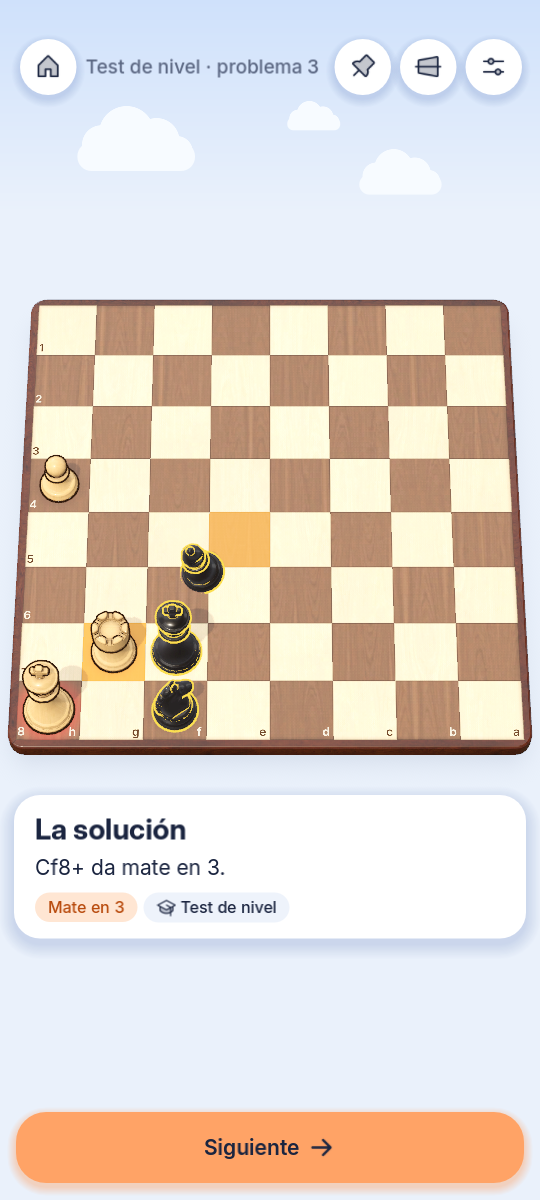 Test de nivel · problema 3
1
2
3
4
5
6
8 h g f e d c b a
La solución
Cf8+ da mate en 3.
Mate en 3
Test de nivel
Siguiente →